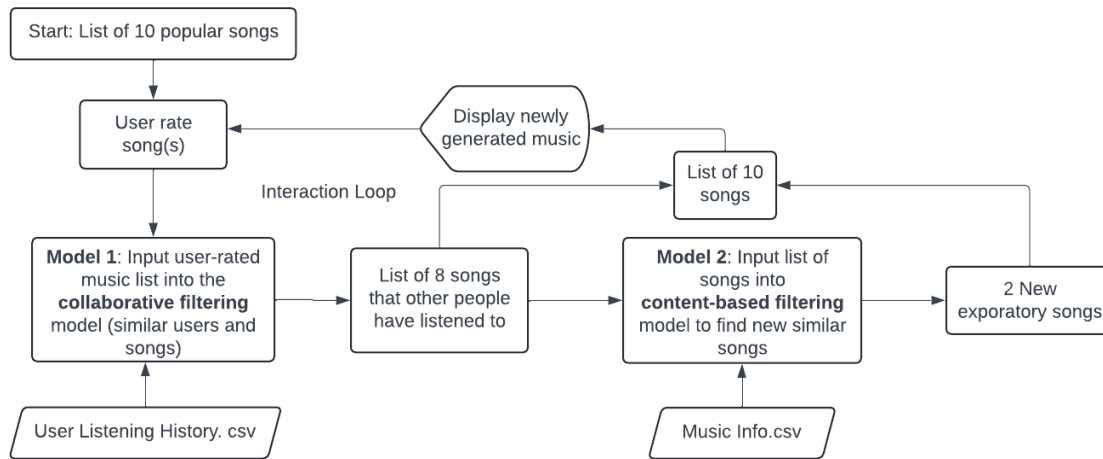 Start: List of 10 popular songs
User rate
song(s)
Display newly
generated music
List of 10
songs
Interaction Loop
Model 1: Input user-rated
music list into the
collaborative filtering
model (similar users and
songs)
List of 8 songs
that other people
have listened to
Model 2: Input list of
songs into
content-based filtering
model to find new similar
songs
2 New
exporatory songs
User Listening History. csv
Music Info.csv